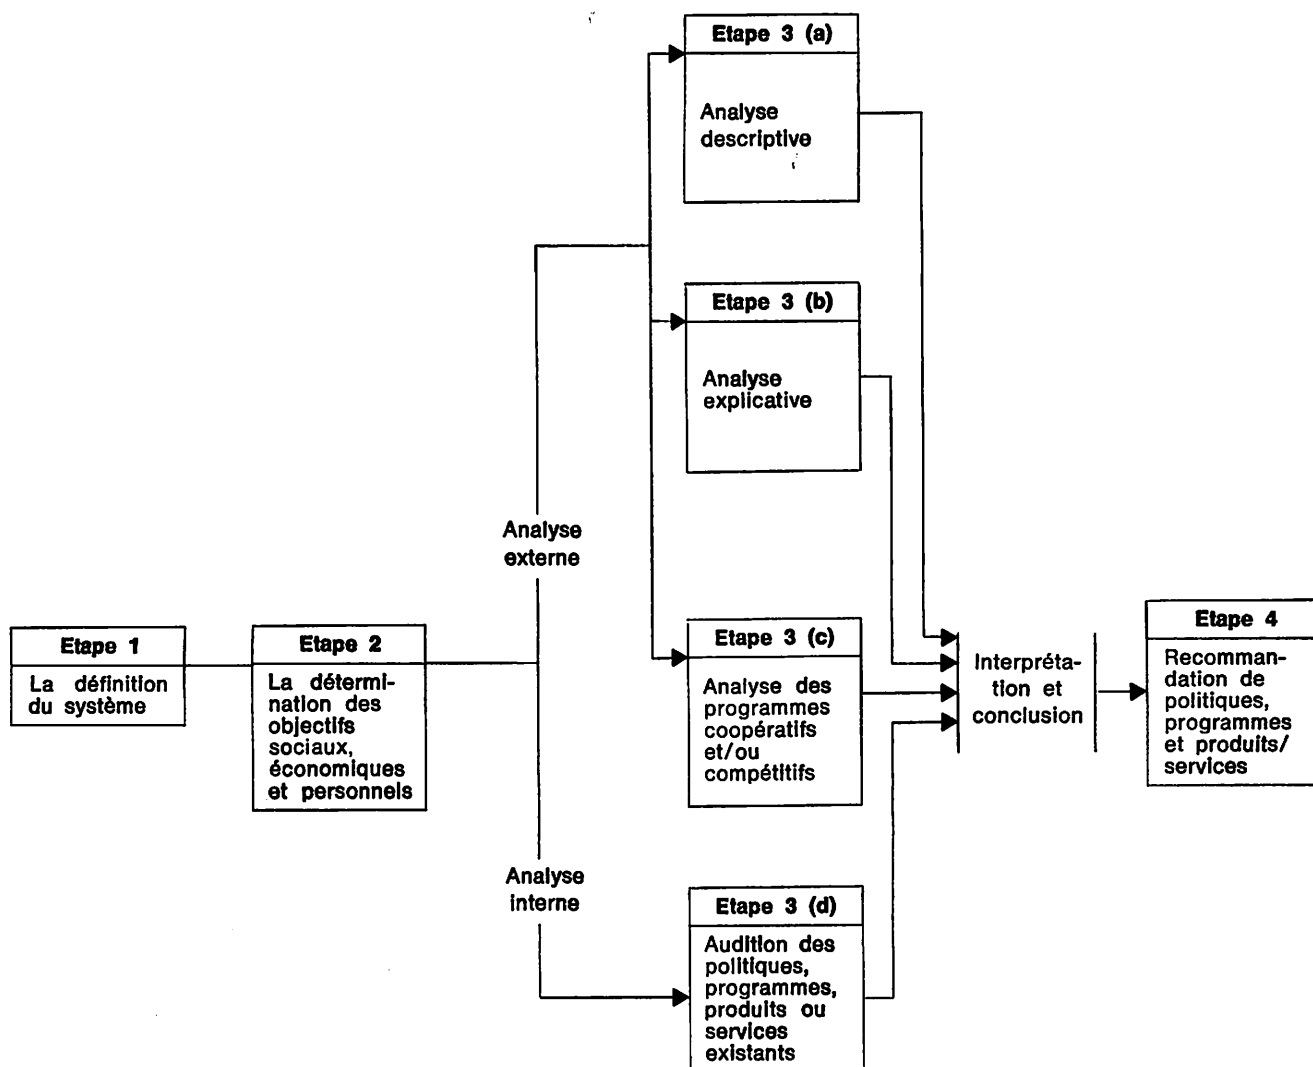 Etape 3 (a)
Analyse
descriptive
Etape 3 (b)
Analyse
explicative
Analyse
externe
Etape 1
La définition
du système
Etape 2
La détermi-
nation des
objectifs
sociaux,
économiques
et personnels
Etape 3 (c)
Analyse des
programmes
coopératifs
et/ou
compétitifs
Interpréta-
tion et
conclusion
Etape 4
Recomman-
dation de
politiques,
programmes
et produits/
services
Analyse
interne
Etape 3 (d)
Audition des
politiques,
programmes,
produits ou
services
existants